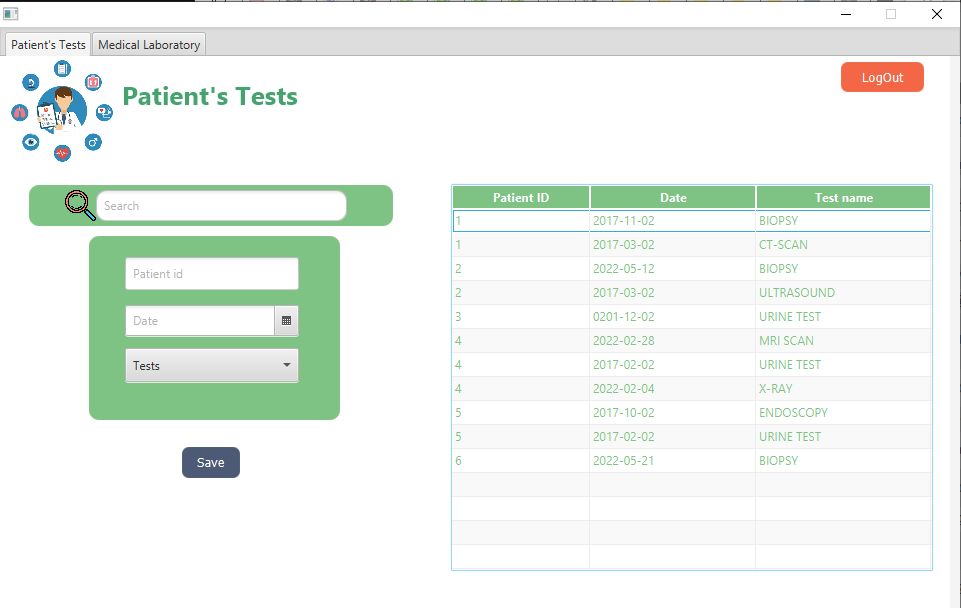 Patient's Tests Medical Laboratory
LogOut
Patient's Tests
Search
Patient id
Date
Tests
Save
Patient ID Date Test name
1 2017-11-02 BIOPSY
1 2017-03-02 CT-SCAN
2 2022-05-12 BIOPSY
2 2017-03-02 ULTRASOUND
3 0201-12-02 URINE TEST
4 2022-02-28 MRI SCAN
4 2017-02-02 URINE TEST
4 2022-02-04 X-RAY
5 2017-10-02 ENDOSCOPY
5 2017-02-02 URINE TEST
6 2022-05-21 BIOPSY